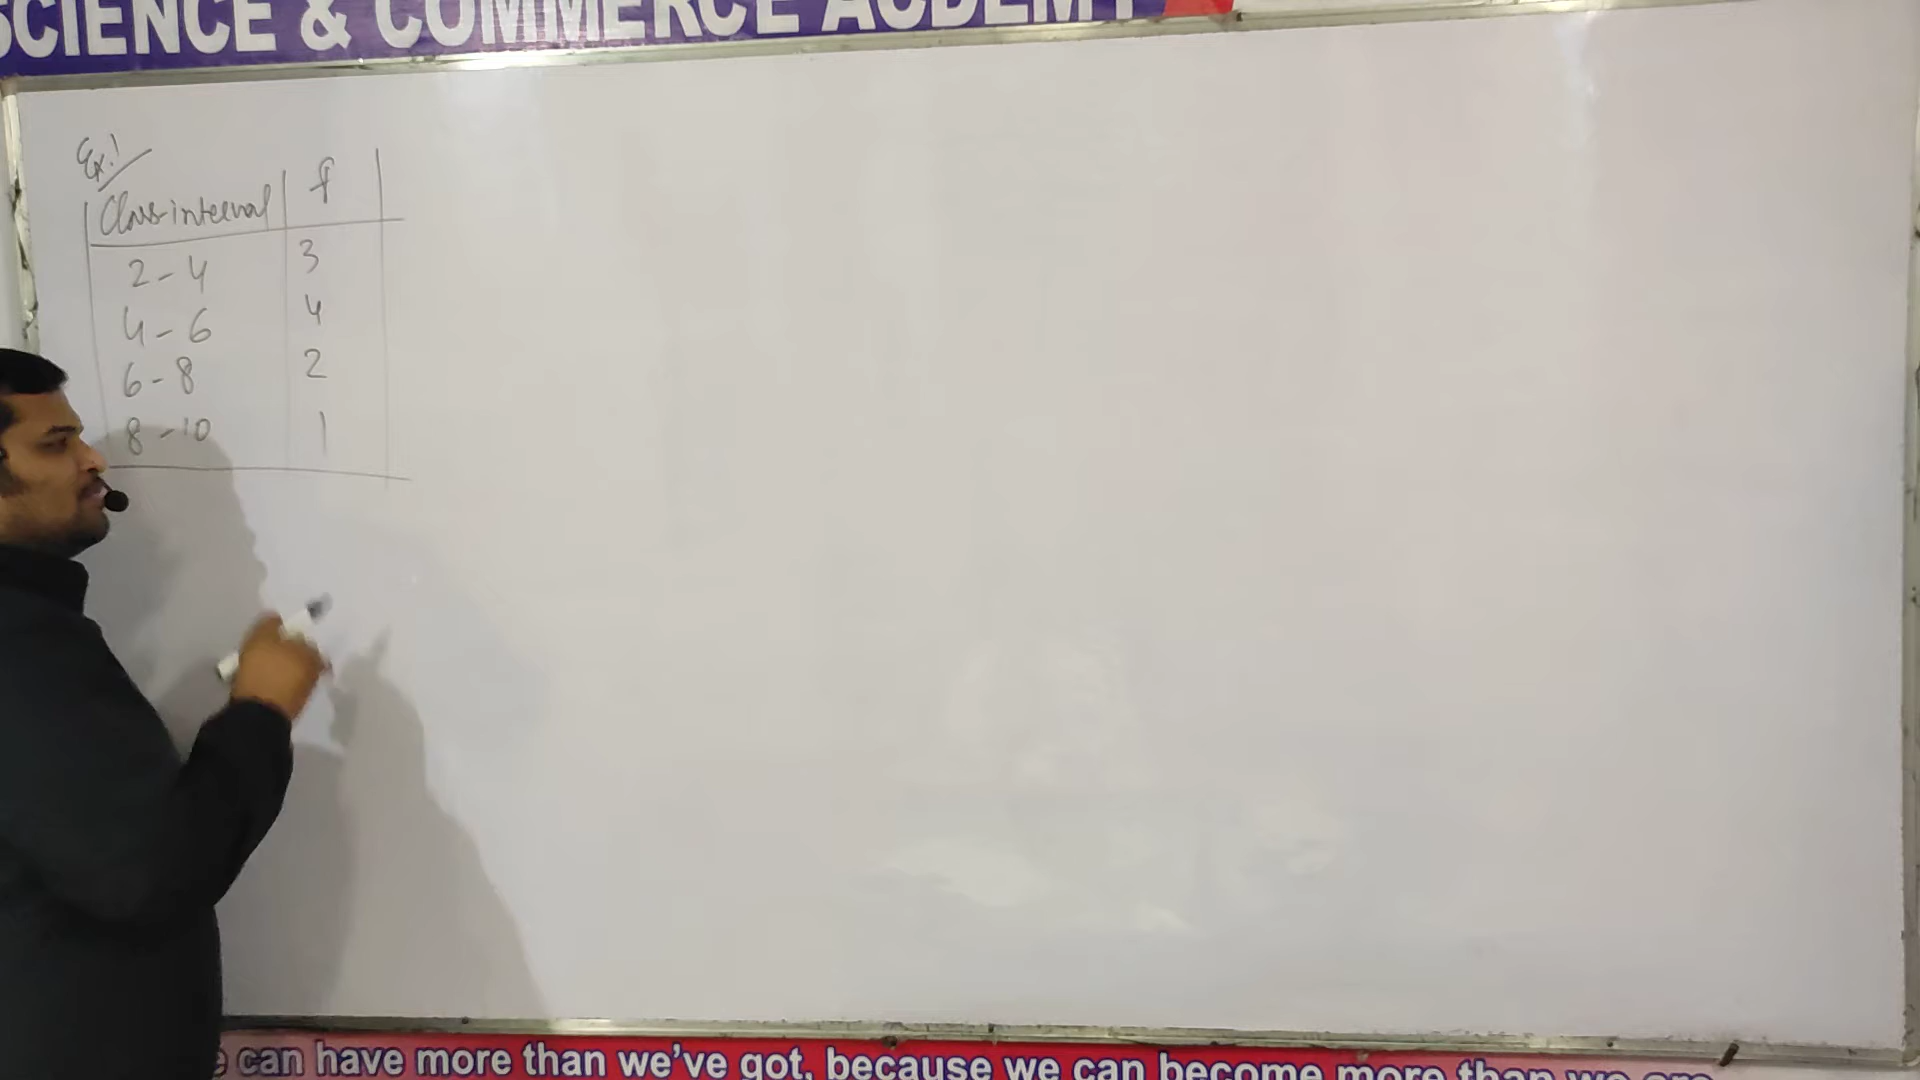 SCIENCE & COMMERCE ACDEMY
Ex:!
Class-interval f
2-4 3
4-6 4
6-8 2
8-10 1
can have more than we've got, because we can become more than we are